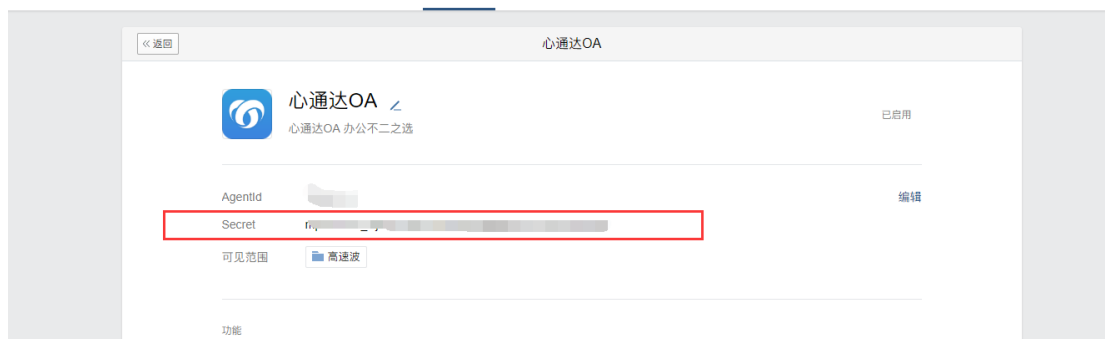 返回
心通达OA
心通达OA
心通达OA 办公不二之选
已启用
AgentId
编辑
Secret
可见范围
高速波
功能